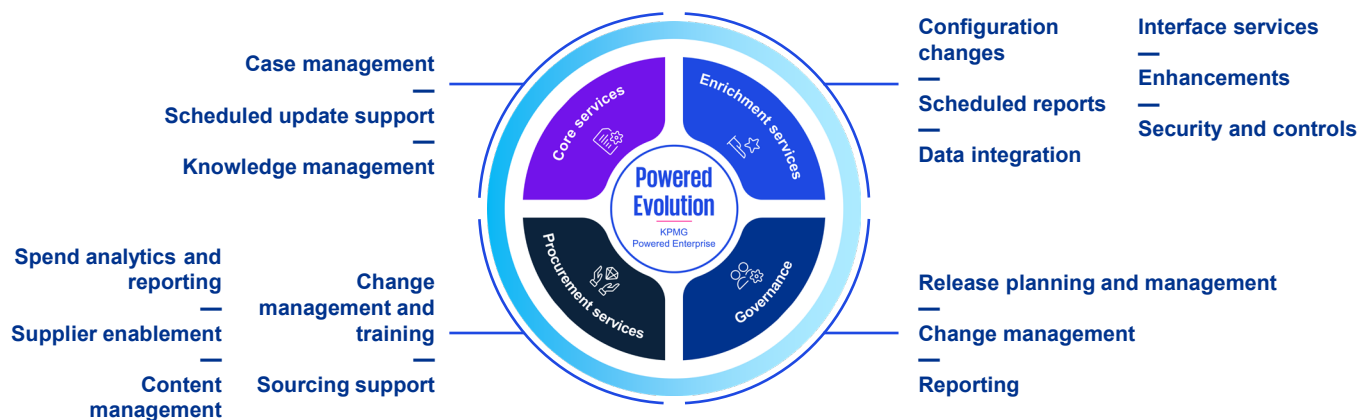 Case management
Scheduled update support
Knowledge management
Core services
Enrichment services
Configuration
changes
Scheduled reports
Data integration
Interface services
Enhancements
Security and controls
Powered
Evolution
KPMG
Powered Enterprise
Spend analytics and
reporting
Supplier enablement
Content
management
Change
management and
training
Sourcing support
Procurement services
Governance
Release planning and management
Change management
Reporting